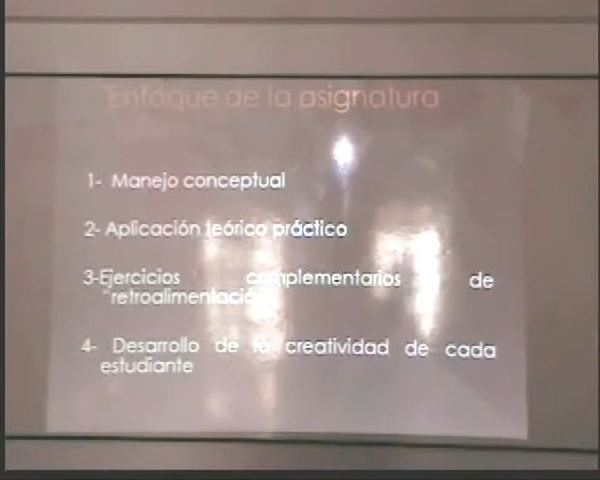 Enfoque de la asignatura
1- Manejo conceptual
2- Aplicación teórico práctico
3-Ejercicios complementarios de
"retroalimentación
4- Desarrollo de la creatividad de cada
estudiante